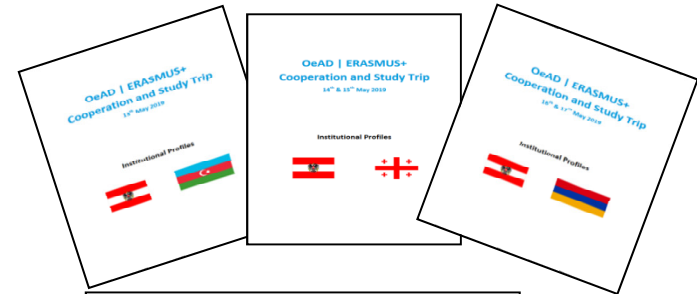 OeAD | ERASMUS+
Cooperation and Study Trip
13th May 2019
Institutional Profiles
OeAD | ERASMUS+
Cooperation and Study Trip
14th & 15th May 2019
Institutional Profiles
OeAD | ERASMUS+
Cooperation and Study Trip
16th & 17th May 2019
Institutional Profiles